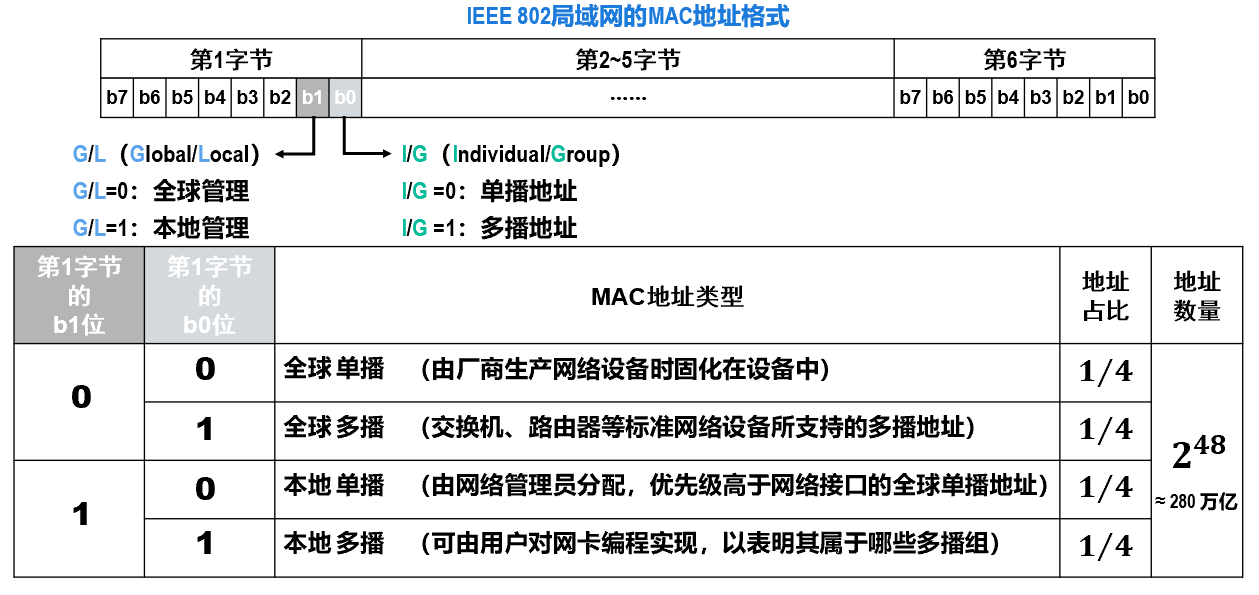 IEEE 802局域网的MAC地址格式
第1字节 第2~5字节 第6字节
b7 b6 b5 b4 b3 b2 b1 b0 …… b7 b6 b5 b4 b3 b2 b1 b0
G/L（Global/Local） I/G（Individual/Group）
G/L=0：全球管理 I/G =0：单播地址
G/L=1：本地管理 I/G =1：多播地址
第1字节
的
b1位
第1字节
的
b0位
MAC地址类型
地址
占比
地址
数量
0
0 全球 单播 （由厂商生产网络设备时固化在设备中） 1/4
1 全球 多播 （交换机、路由器等标准网络设备所支持的多播地址） 1/4
1
0 本地 单播 （由网络管理员分配，优先级高于网络接口的全球单播地址） 1/4
1 本地 多播 （可由用户对网卡编程实现，以表明其属于哪些多播组） 1/4
2⁴⁸
≈ 280 万亿